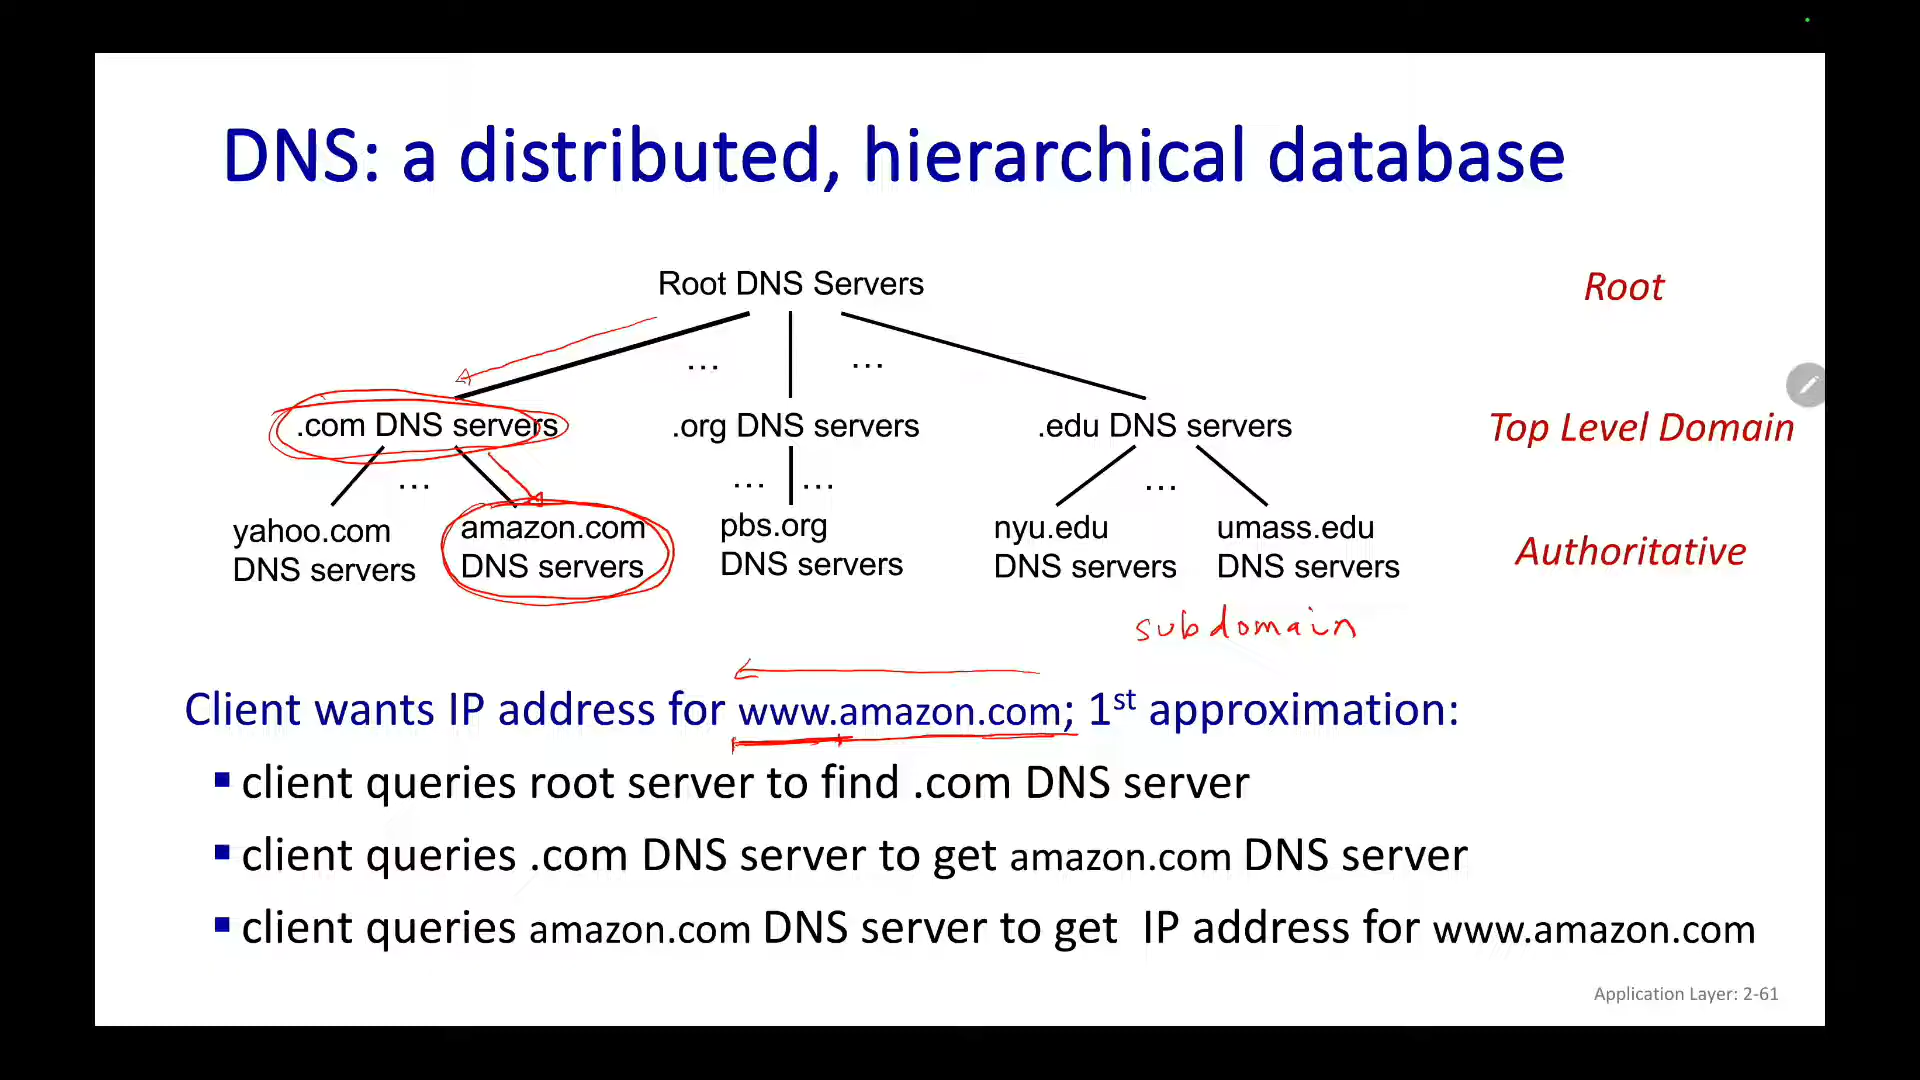 DNS: a distributed, hierarchical database
Root DNS Servers
Root
… …
.com DNS servers .org DNS servers .edu DNS servers
Top Level Domain
… … … …
yahoo.com
DNS servers
amazon.com
DNS servers
pbs.org
DNS servers
nyu.edu
DNS servers
umass.edu
DNS servers
Authoritative
subdomain
Client wants IP address for www.amazon.com; 1st approximation:
▪ client queries root server to find .com DNS server
▪ client queries .com DNS server to get amazon.com DNS server
▪ client queries amazon.com DNS server to get IP address for www.amazon.com
Application Layer: 2-61